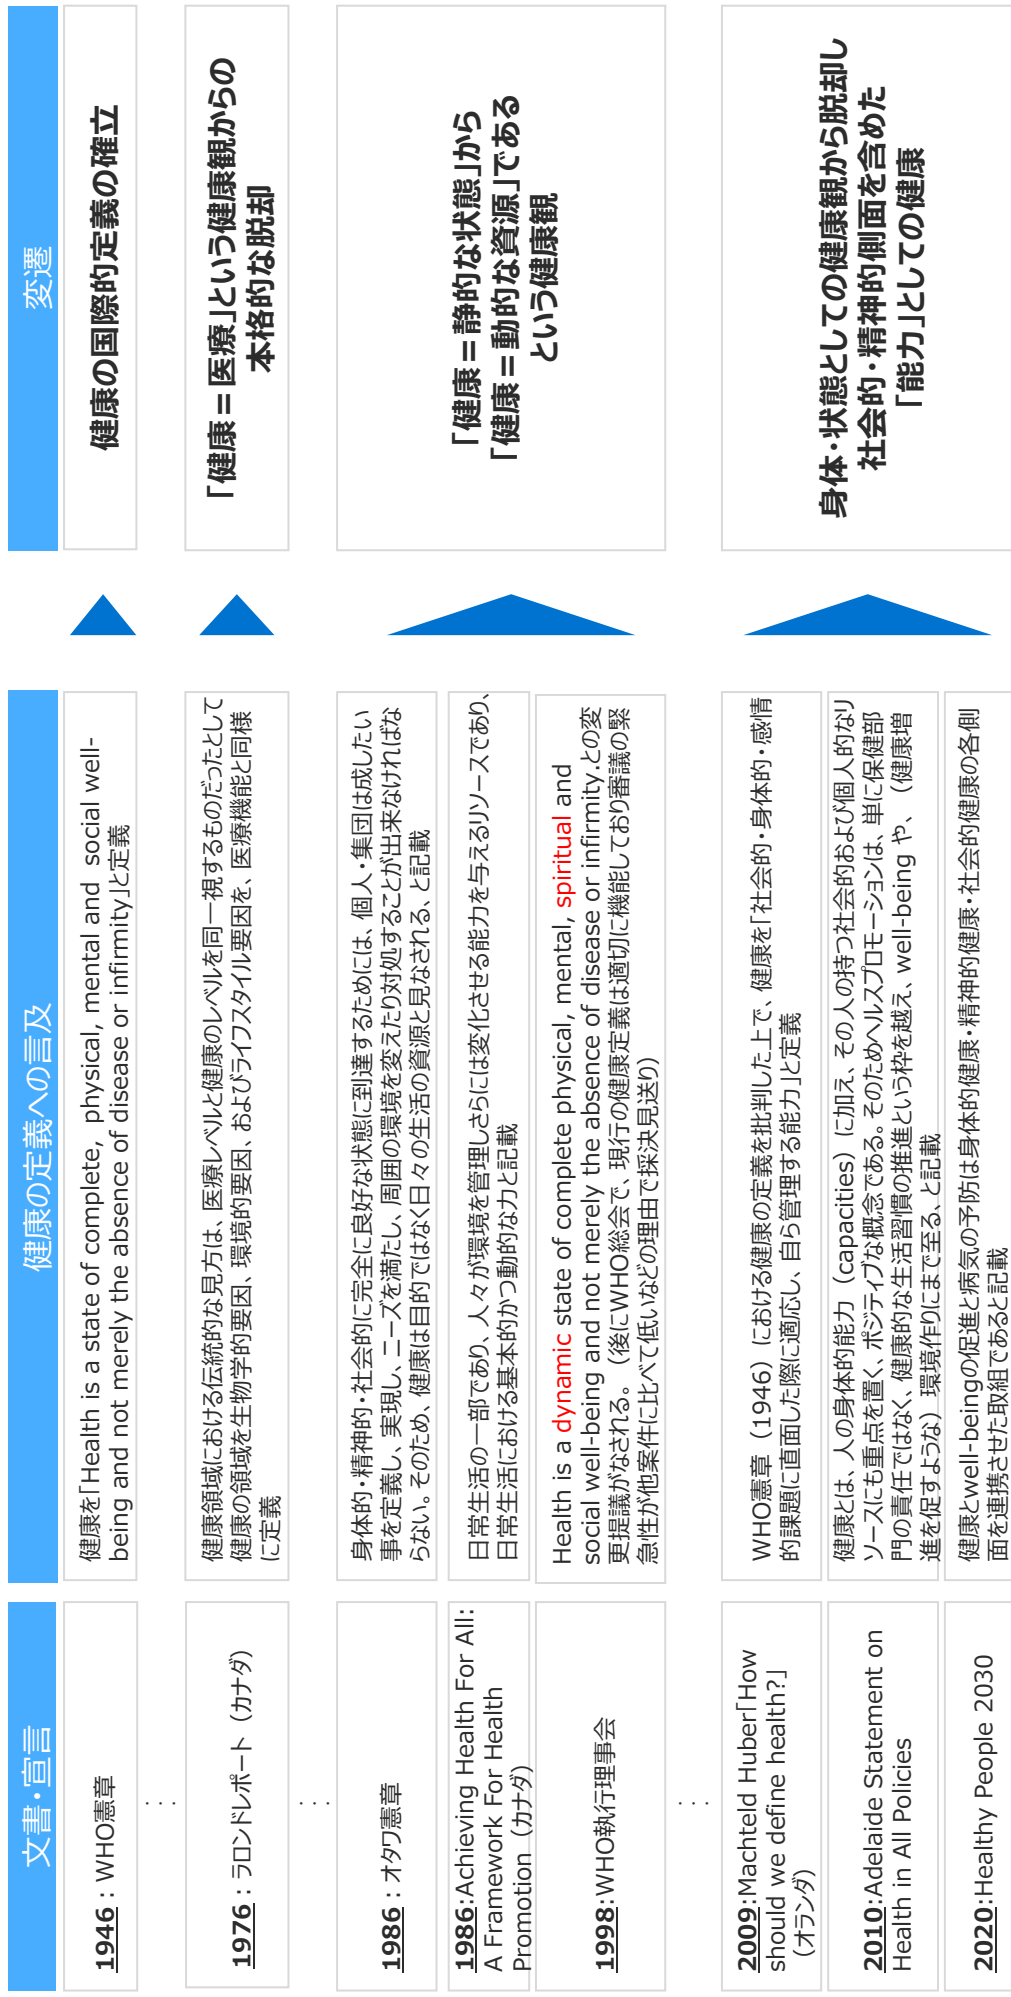 文書・宣言
健康の定義への言及
変遷
1946：WHO憲章
健康を「Health is a state of complete, physical, mental and social well-
being and not merely the absence of disease or infirmity」と定義
健康の国際的定義の確立
・・・
1976：ラロンドレポート（カナダ）
健康領域における伝統的な見方は、医療レベルと健康のレベルを同一視するものだったとして
健康の領域を生物学的要因、環境的要因、およびライフスタイル要因を、医療機能と同様
に定義
「健康＝医療」という健康観からの
本格的な脱却
・・・
1986：オタワ憲章
身体的・精神的・社会的に完全に良好な状態に到達するためには、個人・集団は成したい
事を定義し、実現し、ニーズを満たし、周囲の環境を変えたり対処することが出来なければな
らない。そのため、健康は目的ではなく日々の生活の資源と見なされる、と記載
1986:Achieving Health For All:
A Framework For Health
Promotion（カナダ）
日常生活の一部であり、人々が環境を管理しさらには変化させる能力を与えるリソースであり、
日常生活における基本的かつ動的な力と記載
1998:WHO執行理事会
Health is a dynamic state of complete physical, mental, spiritual and
social well-being and not merely the absence of disease or infirmity.との変
更提議がなされる。（後にWHO総会で、現行の健康定義は適切に機能しており審議の緊
急性が他案件に比べて低いなどの理由で採決見送り）
「健康＝静的な状態」から
「健康＝動的な資源」である
という健康観
・・・
2009:Machteld Huber「How
should we define health?」
（オランダ）
WHO憲章（1946）における健康の定義を批判した上で、健康を「社会的・身体的・感情
的課題に直面した際に適応し、自ら管理する能力」と定義
2010:Adelaide Statement on
Health in All Policies
健康とは、人の身体的能力（capacities）に加え、その人の持つ社会的および個人的なリ
ソースにも重点を置く、ポジティブな概念である。そのためヘルスプロモーションは、単に保健部
門の責任ではなく、健康的な生活習慣の推進という枠を越え、well-being や、（健康増
進を促すような）環境作りにまで至る、と記載
2020:Healthy People 2030
健康とwell-beingの促進と病気の予防は身体的健康・精神的健康・社会的健康の各側
面を連携させた取組であると記載
身体・状態としての健康観から脱却し
社会的・精神的側面を含めた
「能力」としての健康